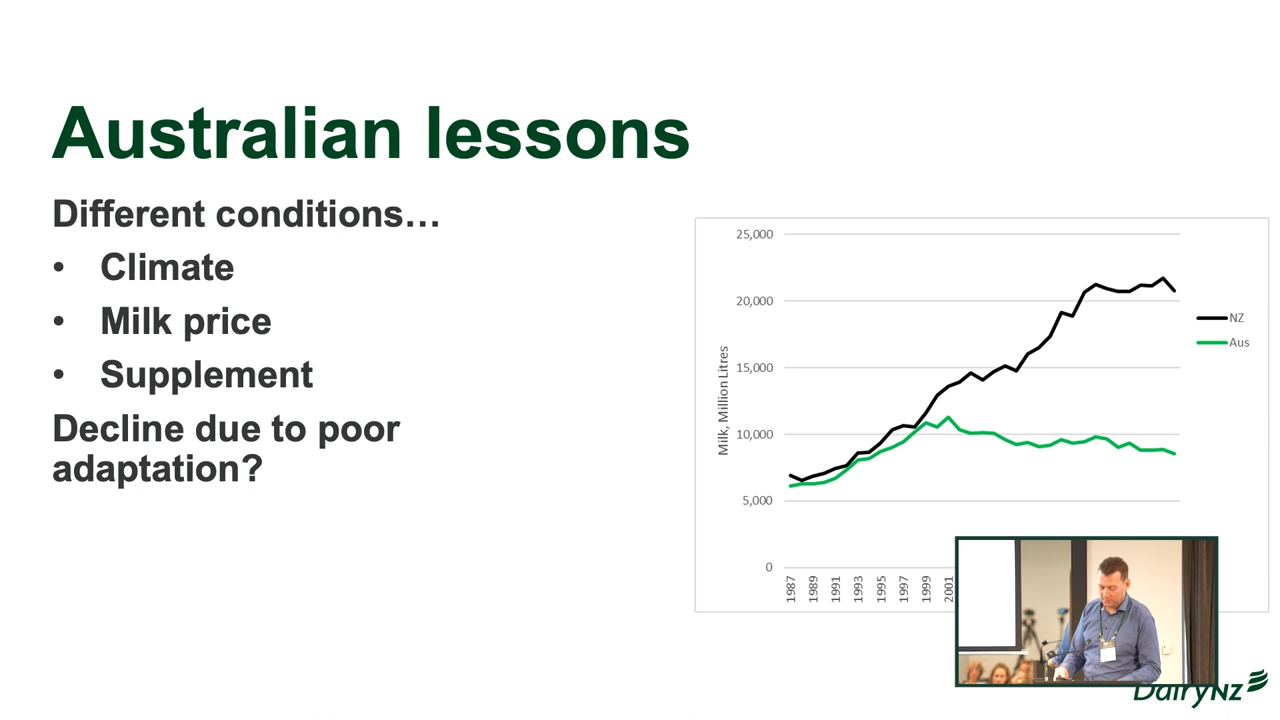 Australian lessons
Different conditions…
• Climate
• Milk price
• Supplement
Decline due to poor
adaptation?
25,000
20,000
15,000
10,000
5,000
0
Milk, Million Litres
1987
1989
1991
1993
1995
1997
1999
2001
NZ
Aus
DairyNZ